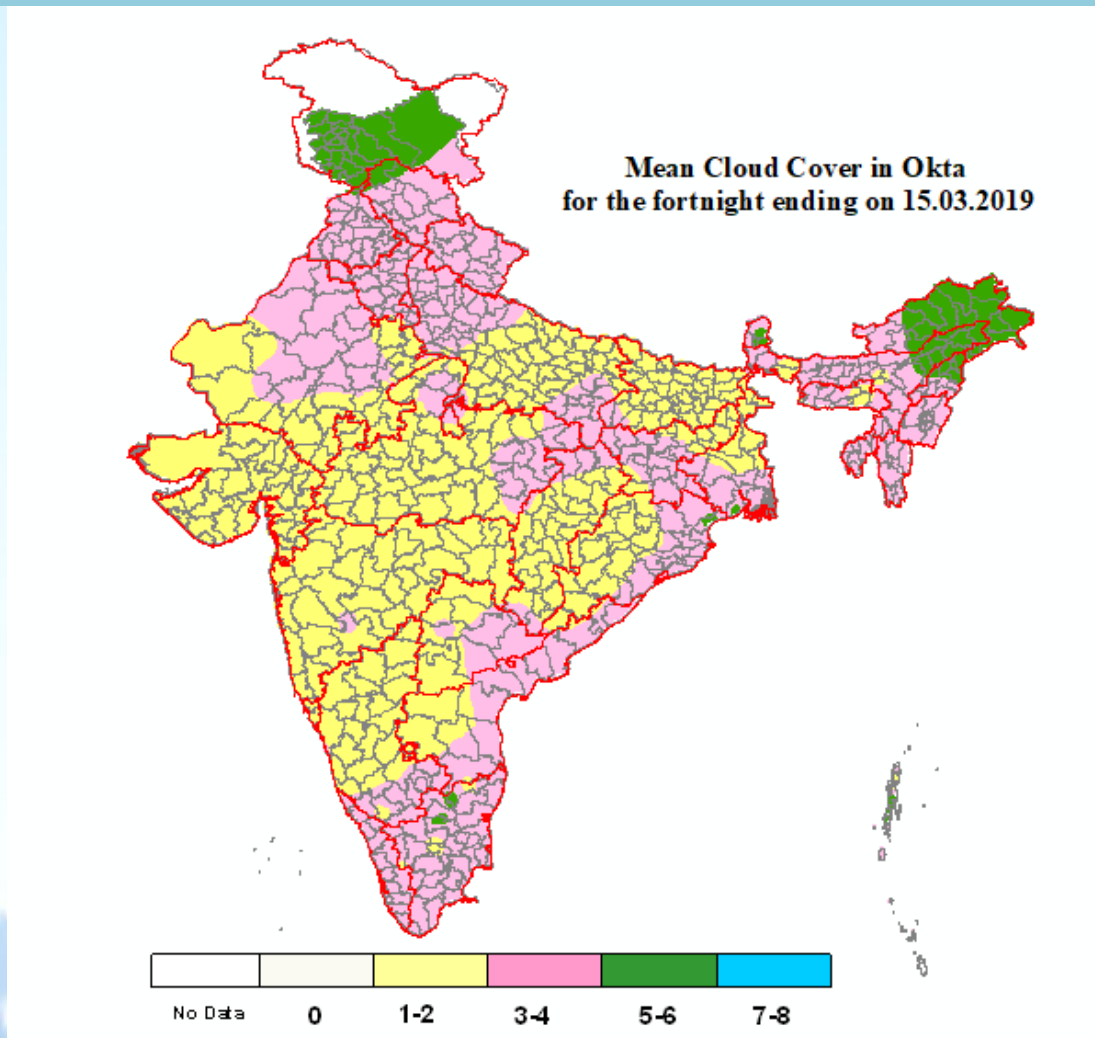 Mean Cloud Cover in Okta
for the fortnight ending on 15.03.2019
No Data 0 1-2 3-4 5-6 7-8